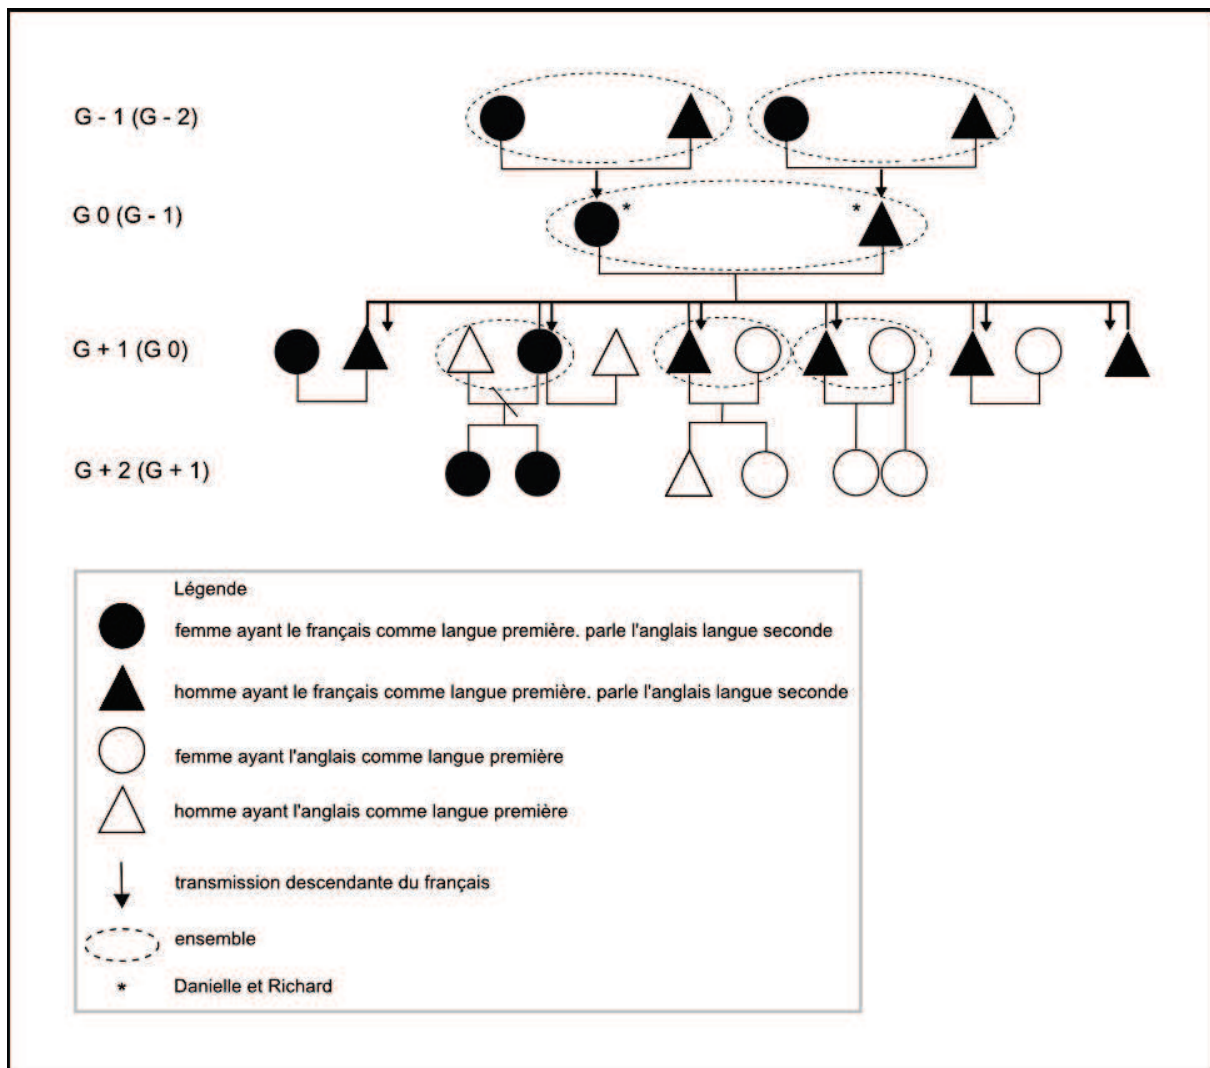 G - 1 (G - 2)
G 0 (G - 1)
*
*
G + 1 (G 0)
G + 2 (G + 1)
Légende
femme ayant le français comme langue première. parle l'anglais langue seconde
homme ayant le français comme langue première. parle l'anglais langue seconde
femme ayant l'anglais comme langue première
homme ayant l'anglais comme langue première
transmission descendante du français
ensemble
* Danielle et Richard